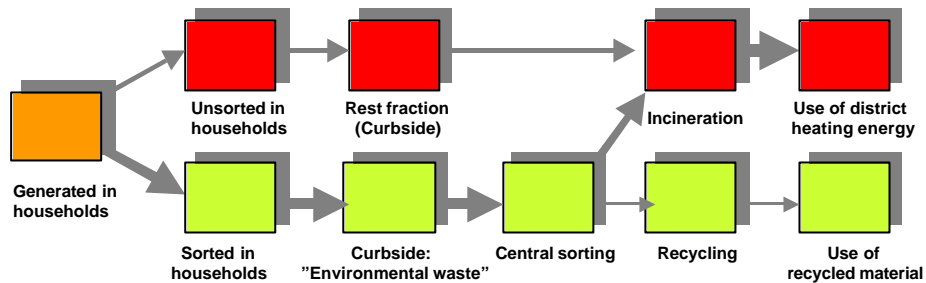 Unsorted in
households
Rest fraction
(Curbside)
Incineration
Use of district
heating energy
Generated in
households
Sorted in
households
Curbside:
”Environmental waste”
Central sorting
Recycling
Use of
recycled material